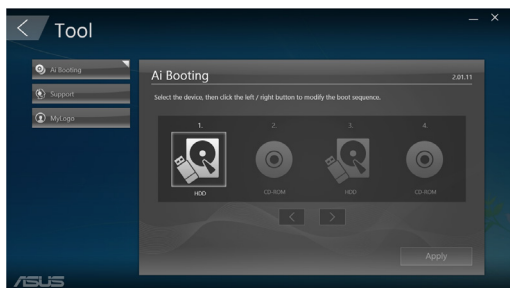 Tool
Ai Booting
Support
MyLogo
Ai Booting
2.01.11
Select the device, then click the left / right button to modify the boot sequence.
1. 2. 3. 4.
HDD CD-ROM HDD CD-ROM
Apply
ASUS